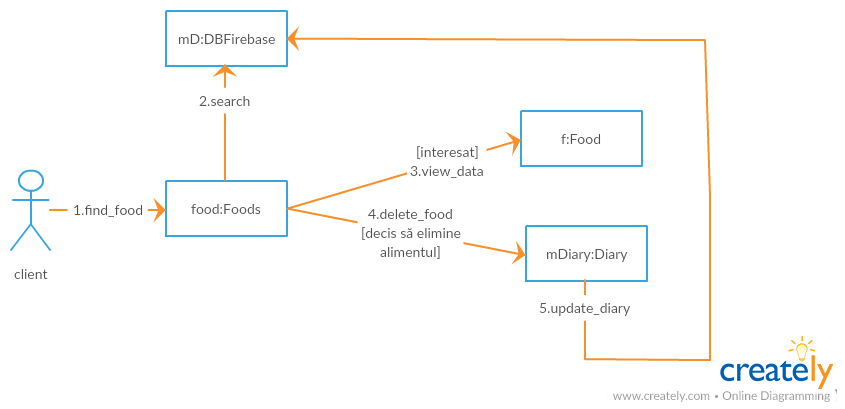 mD:DBFirebase
2.search
[interesat]
3.view_data
f:Food
1.find_food
food:Foods
4.delete_food
[decis să elimine
alimentul]
mDiary:Diary
client
5.update_diary
creately
www.creately.com • Online Diagramming